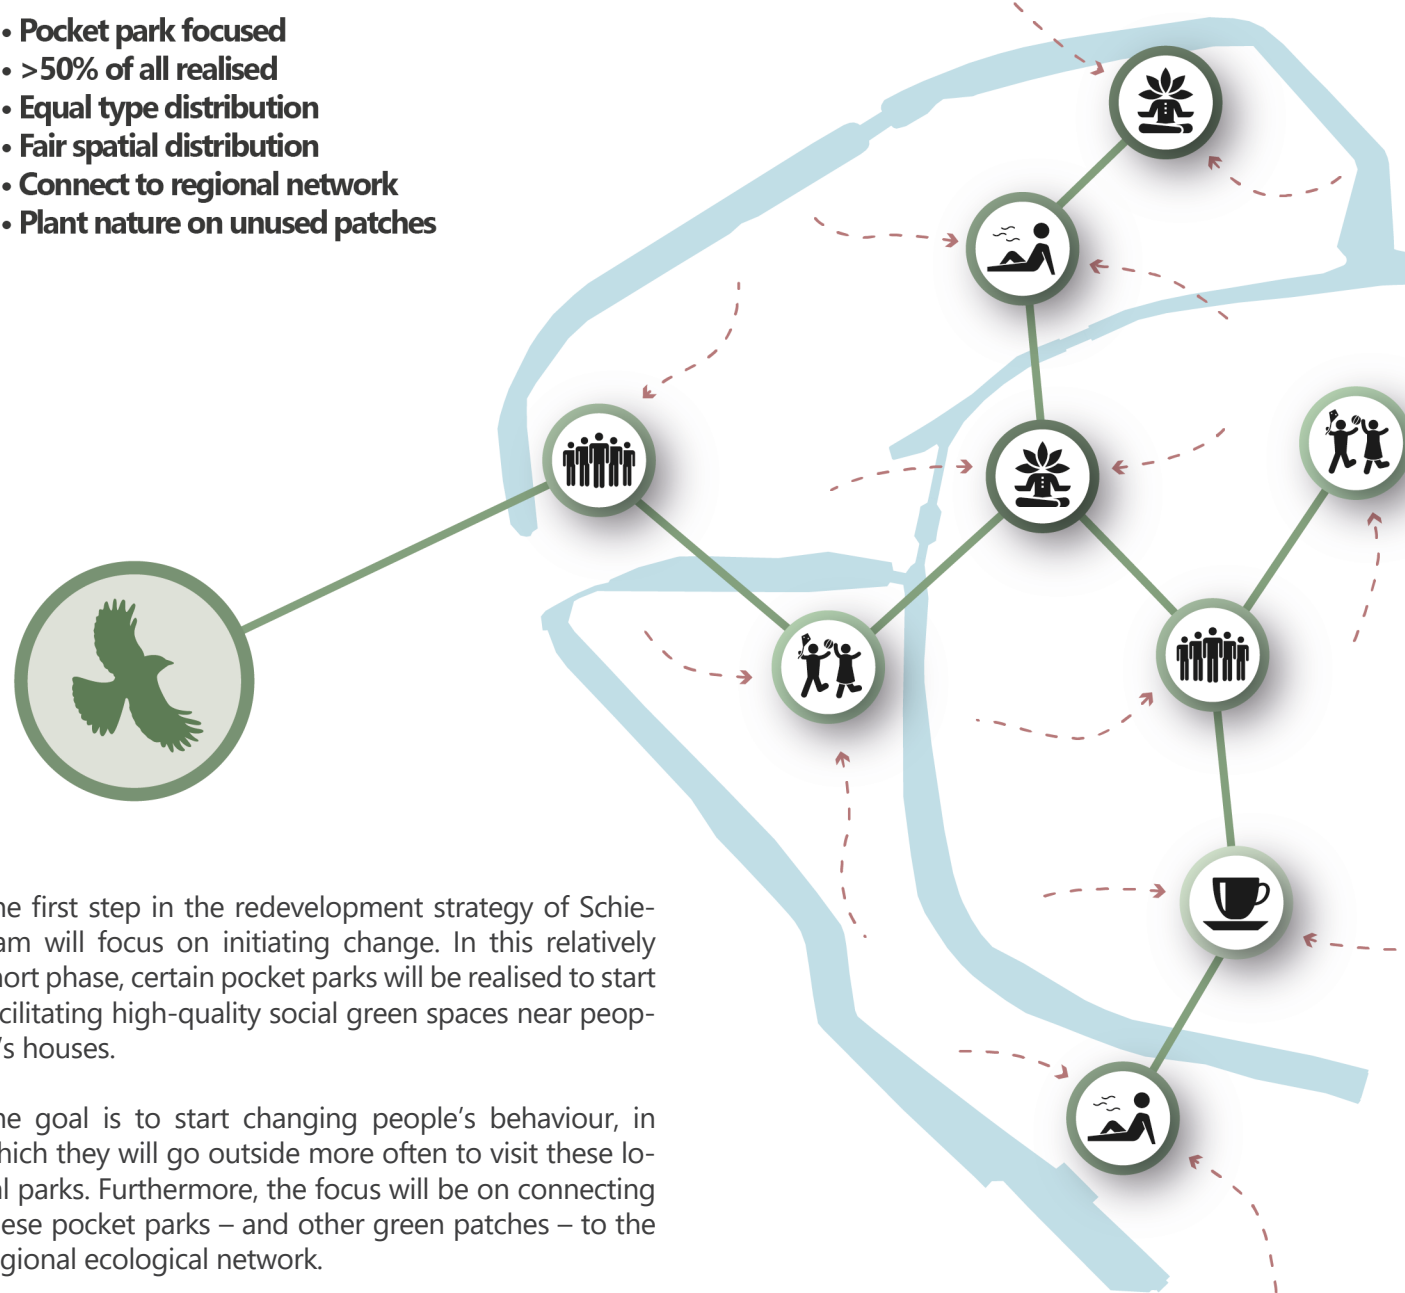 • Pocket park focused
• >50% of all realised
• Equal type distribution
• Fair spatial distribution
• Connect to regional network
• Plant nature on unused patches
he first step in the redevelopment strategy of Schie-
am will focus on initiating change. In this relatively
hort phase, certain pocket parks will be realised to start
cilitating high-quality social green spaces near peop-
's houses.
he goal is to start changing people's behaviour, in
hich they will go outside more often to visit these lo-
al parks. Furthermore, the focus will be on connecting
ese pocket parks – and other green patches – to the
gional ecological network.